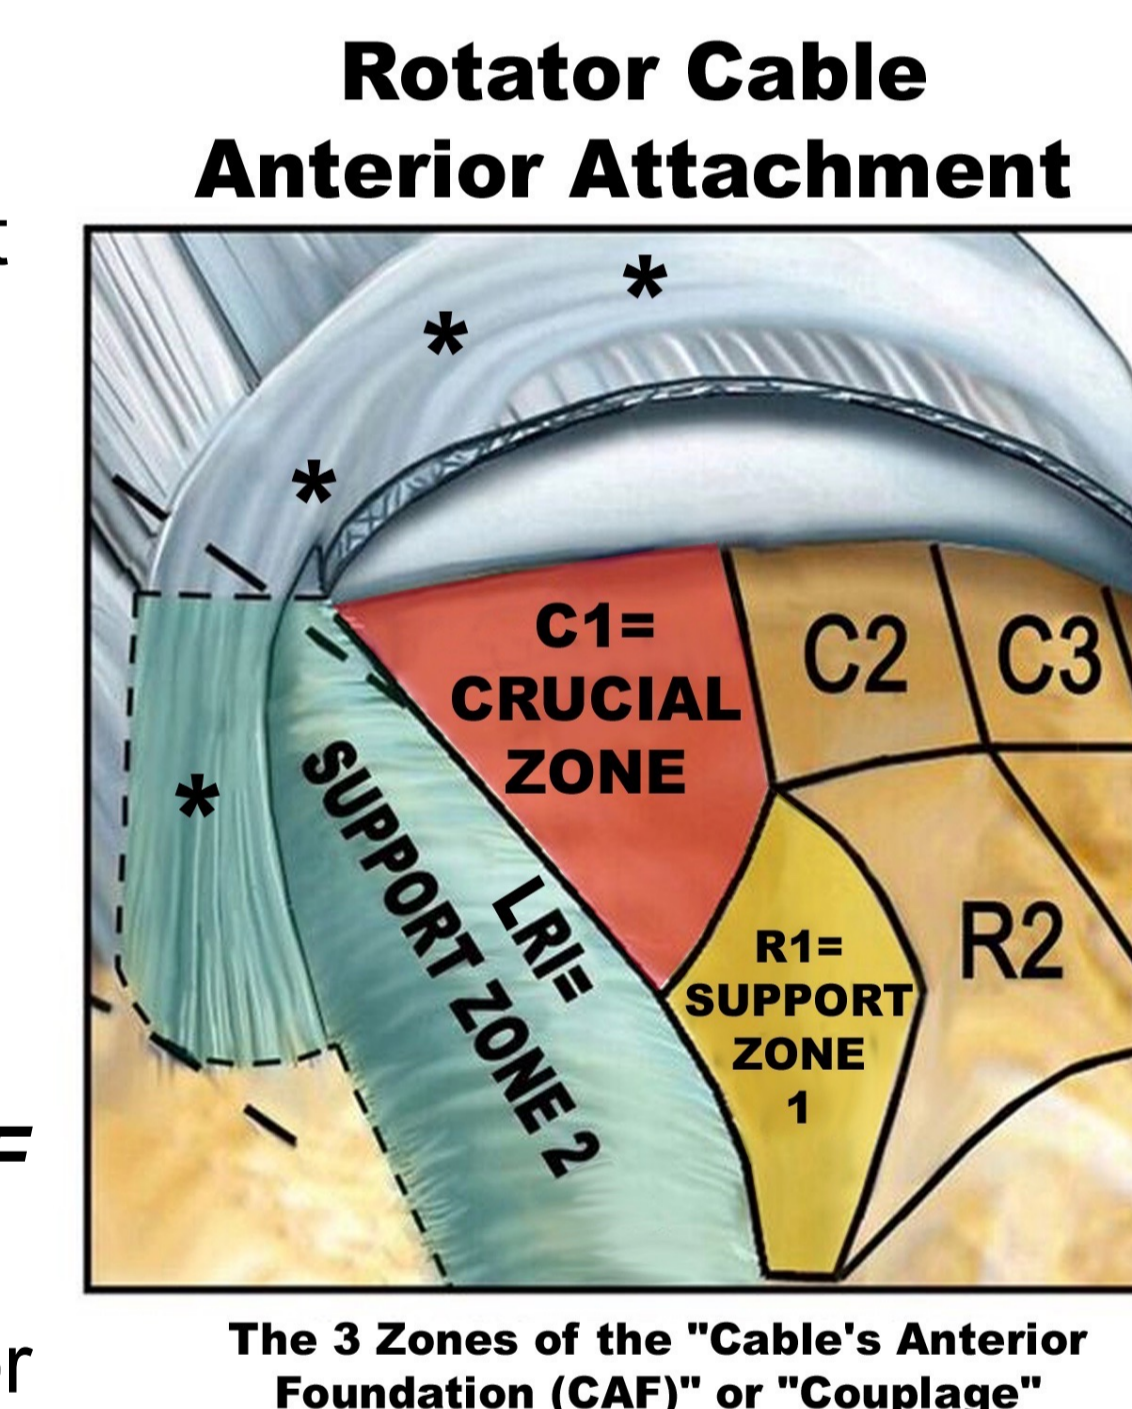 Rotator Cable
Anterior Attachment
t
*
*
*
C1=
CRUCIAL
ZONE
C2
C3
*
LRI=
SUPPORT ZONE 2
R1=
SUPPORT
ZONE
1
R2
F
er
The 3 Zones of the "Cable's Anterior
Foundation (CAF)" or "Couplage"